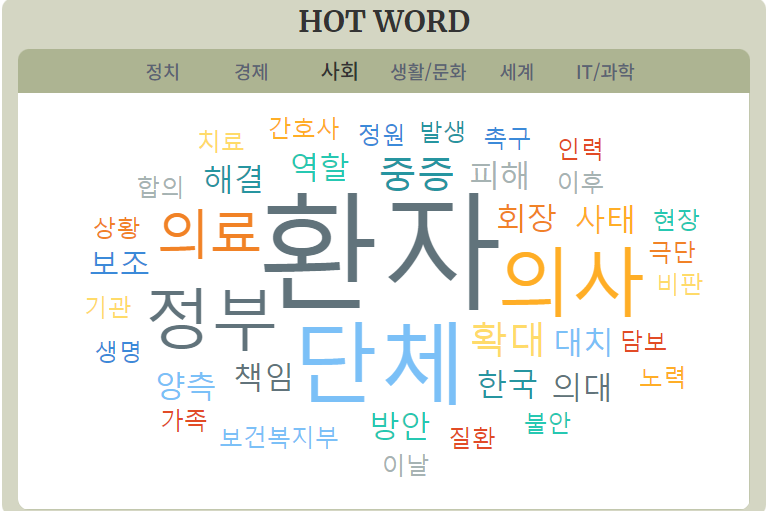 HOT WORD
정치 경제 사회 생활/문화 세계 IT/과학
치료 간호사 정원 발생 촉구 인력
합의 해결 역할 중증 피해 이후
상황 의료 환자 회장 사태 현장
보조 의사 극단
기관 정부 비판
생명 단체 확대 대치 담보
양측 책임 한국 의대 노력
가족 보건복지부 방안 질환 불안
이날